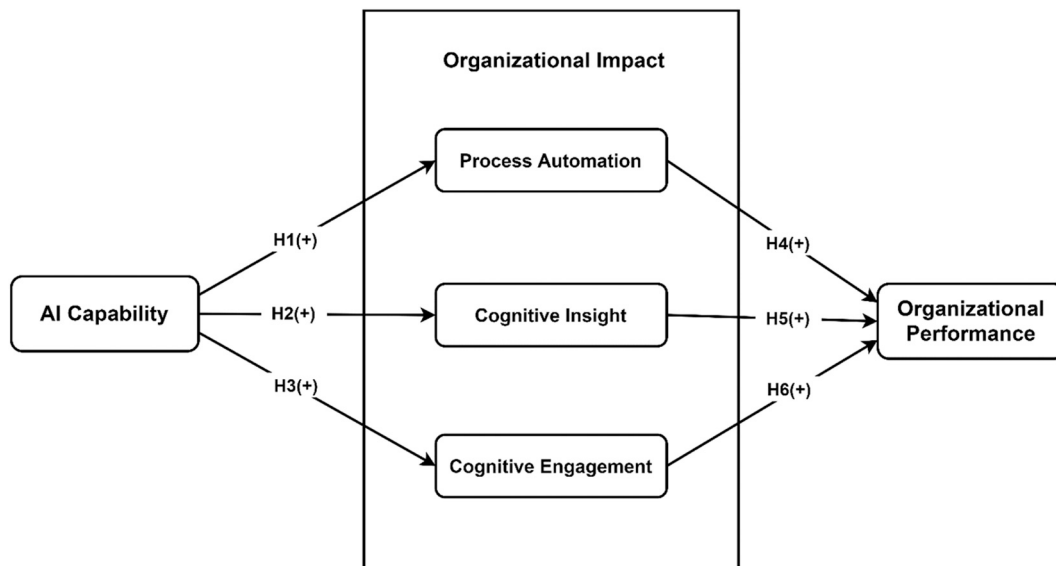 Organizational Impact
Process Automation
H1(+)
H4(+)
AI Capability
H2(+)
Cognitive Insight
H5(+)
Organizational
Performance
H3(+)
H6(+)
Cognitive Engagement